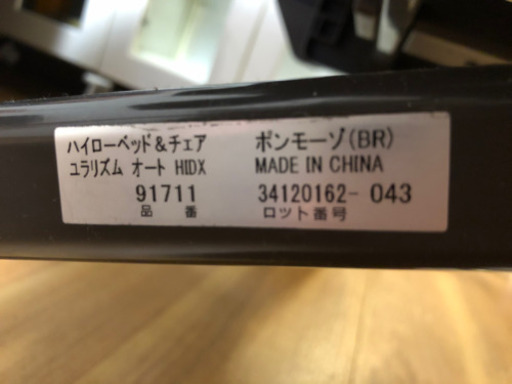 ハイローベッド&チェア
ユラリズム オート HIDX
91711
品 番
ボンモーゾ(BR)
MADE IN CHINA
34120162- 043
ロット番号